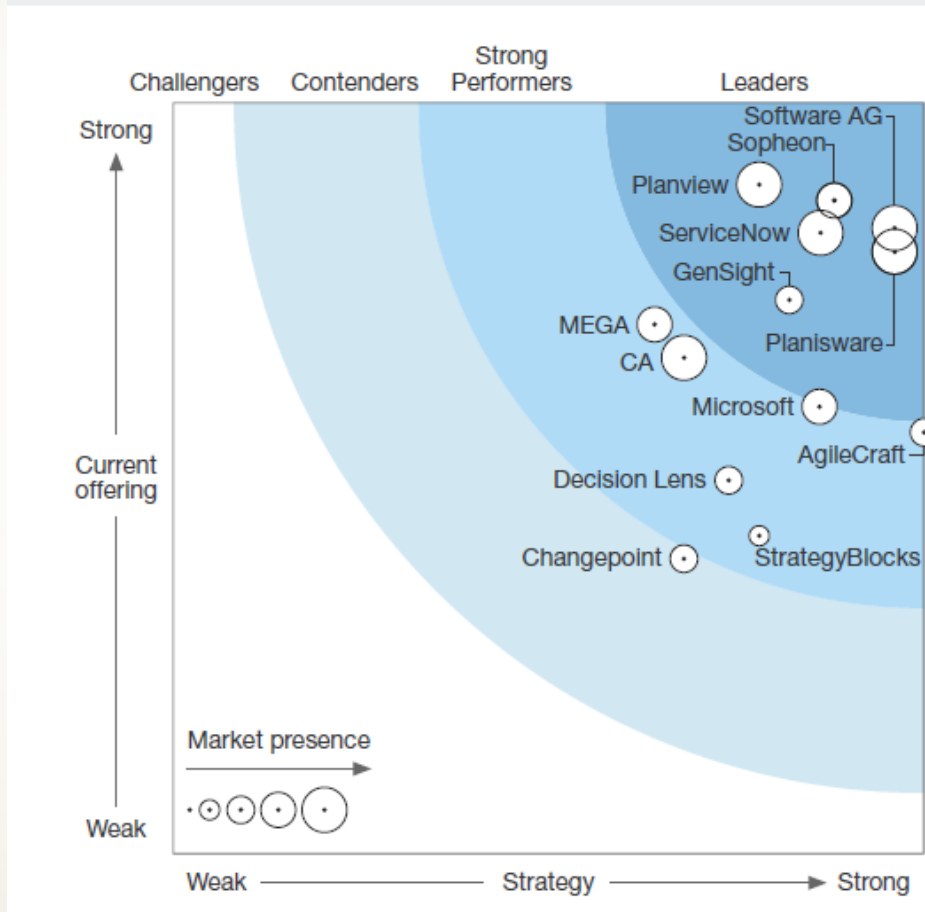 Strong
Performers
Challengers
Contenders
Leaders
Strong
Software AG
Sopheon
Planview
ServiceNow
GenSight
MEGA
Planisware
CA
Microsoft
AgileCraft
Current
offering
Decision Lens
Changepoint
StrategyBlocks
Market presence
Weak
Weak
Strategy
Strong